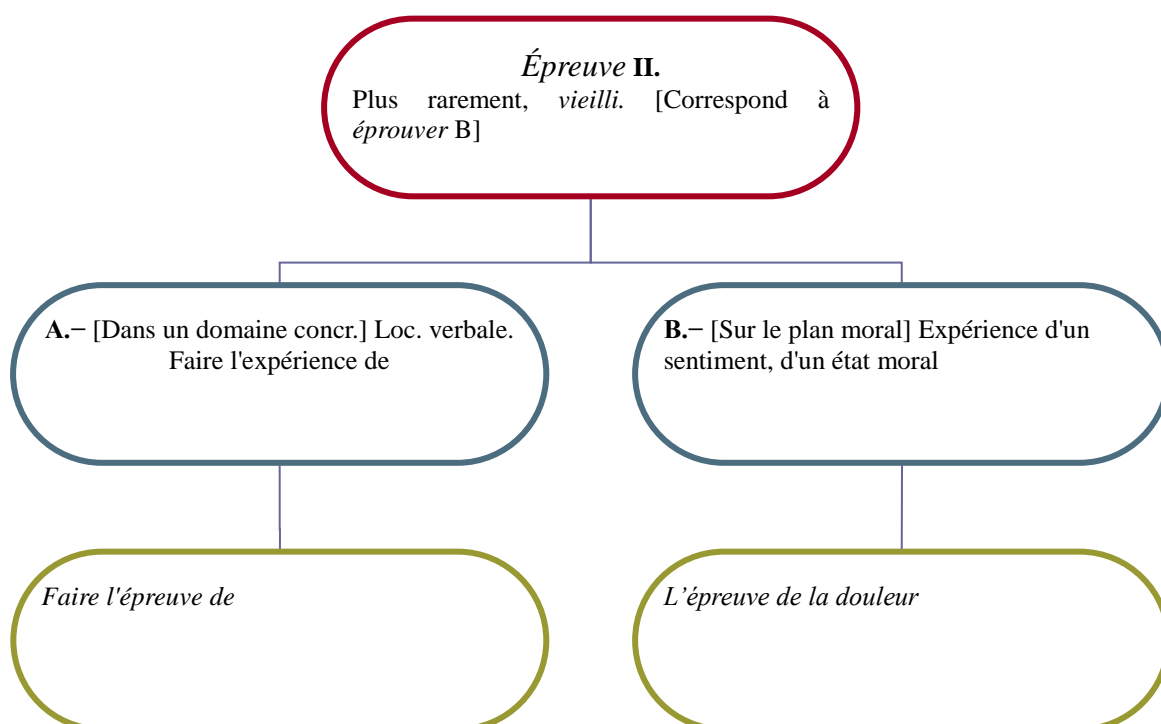 Épreuve II.
Plus rarement, vieilli. [Correspond à
éprouver B]
A.− [Dans un domaine concr.] Loc. verbale.
Faire l'expérience de
B.− [Sur le plan moral] Expérience d'un
sentiment, d'un état moral
Faire l'épreuve de
L’épreuve de la douleur